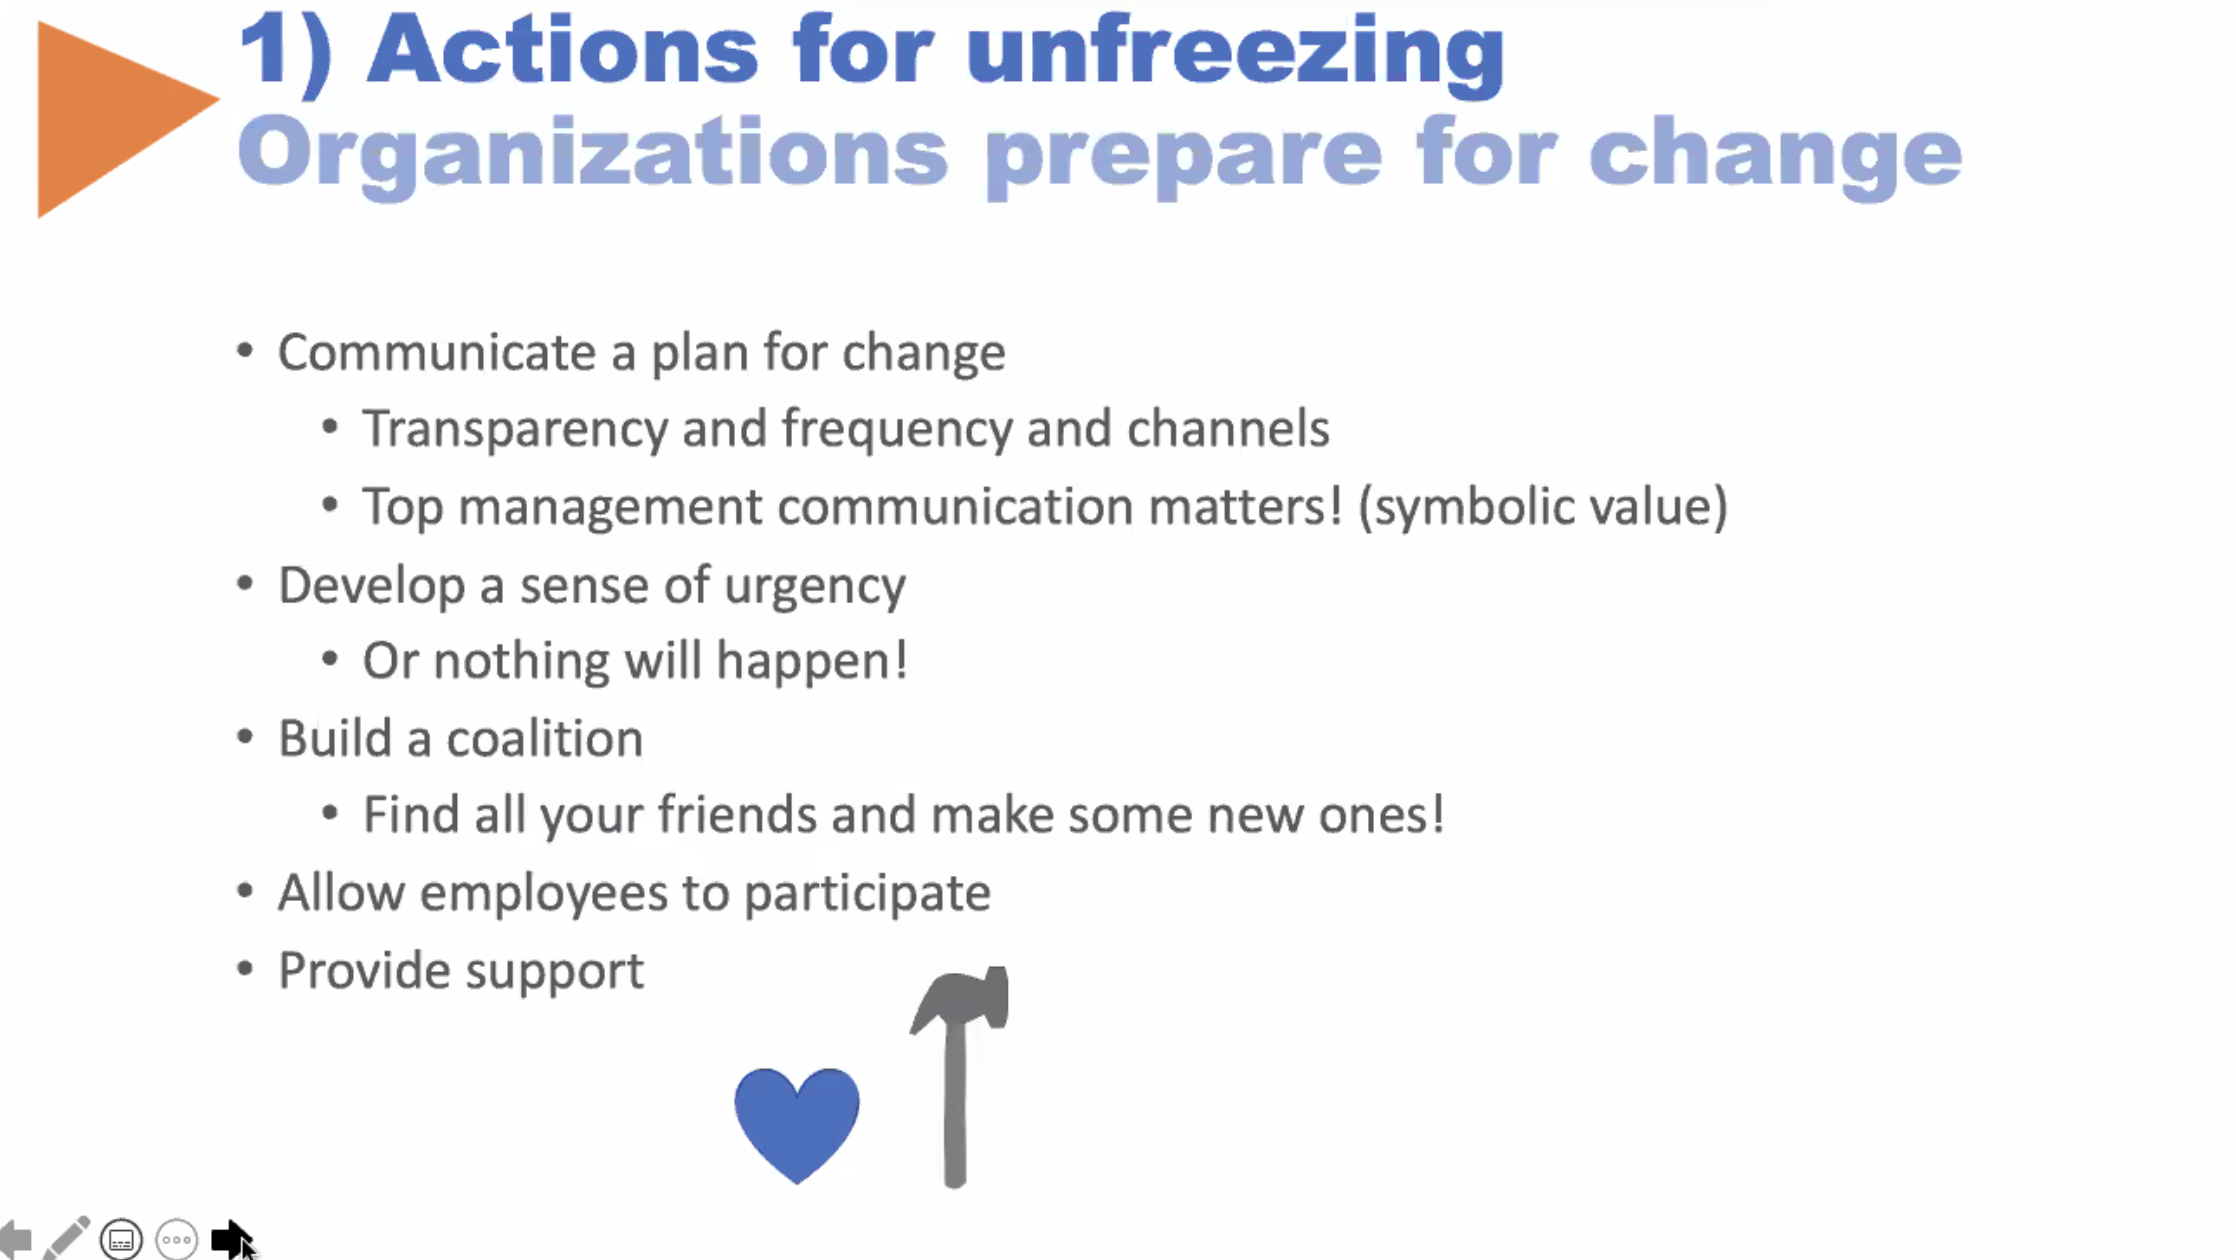 1) Actions for unfreezing
Organizations prepare for change
• Communicate a plan for change
• Transparency and frequency and channels
• Top management communication matters! (symbolic value)
• Develop a sense of urgency
• Or nothing will happen!
• Build a coalition
• Find all your friends and make some new ones!
• Allow employees to participate
• Provide support